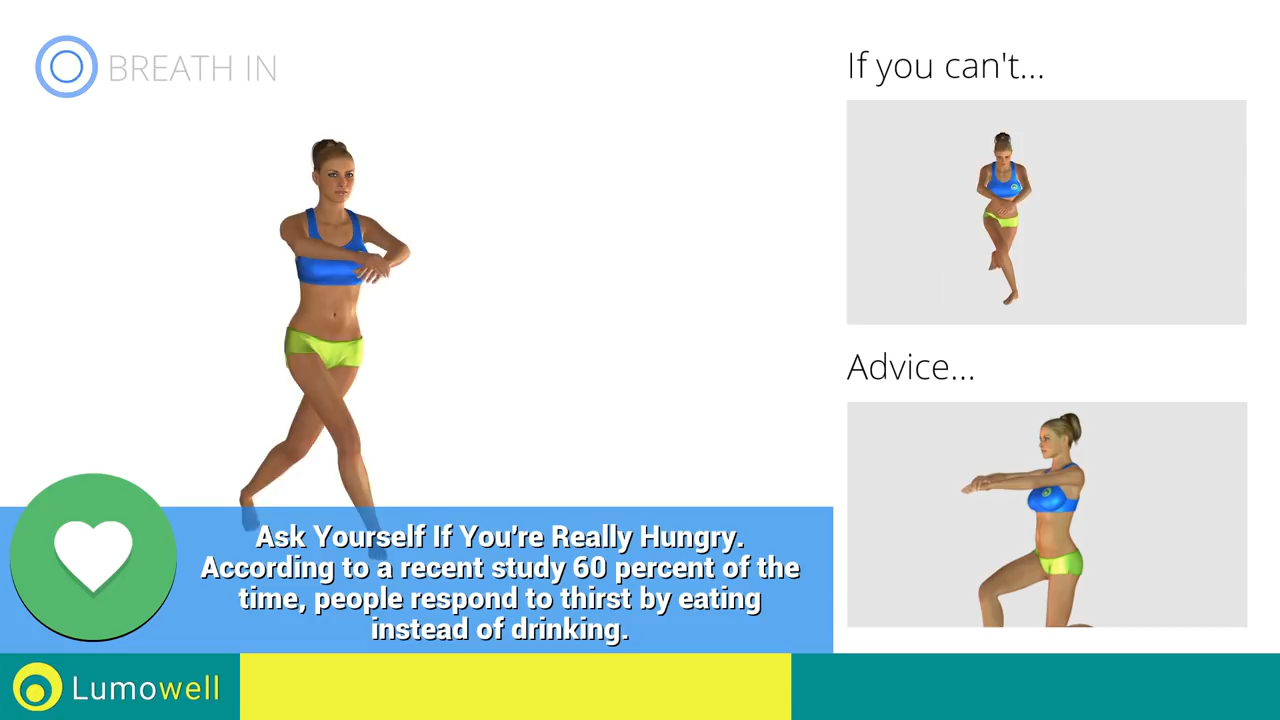 BREATH IN
If you can't...
Advice...
Ask Yourself If You're Really Hungry.
According to a recent study 60 percent of the
time, people respond to thirst by eating
instead of drinking.
Lumowell